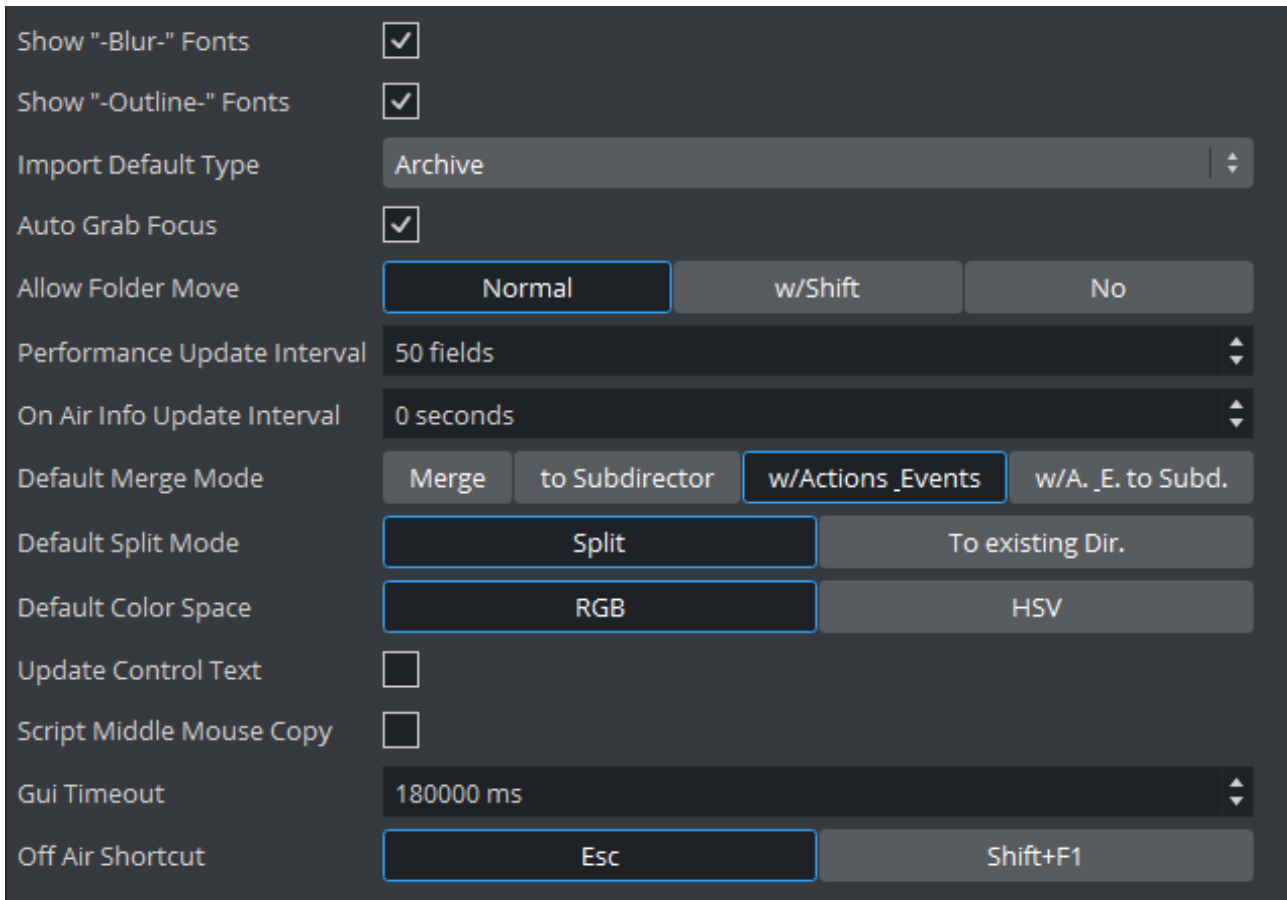 Show "-Blur-" Fonts
Show "-Outline-" Fonts
Import Default Type Archive
Auto Grab Focus
Allow Folder Move Normal w/Shift No
Performance Update Interval 50 fields
On Air Info Update Interval 0 seconds
Default Merge Mode Merge to Subdirector w/Actions _Events w/A. _E. to Subd.
Default Split Mode Split To existing Dir.
Default Color Space RGB HSV
Update Control Text
Script Middle Mouse Copy
Gui Timeout 180000 ms
Off Air Shortcut Esc Shift+F1